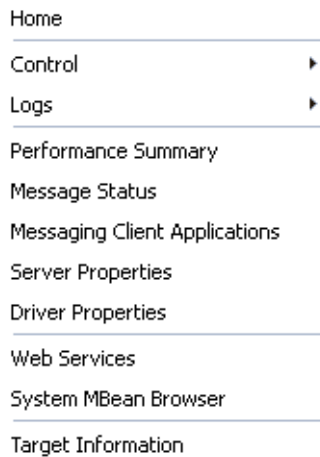 Home
Control
Logs
Performance Summary
Message Status
Messaging Client Applications
Server Properties
Driver Properties
Web Services
System MBean Browser
Target Information